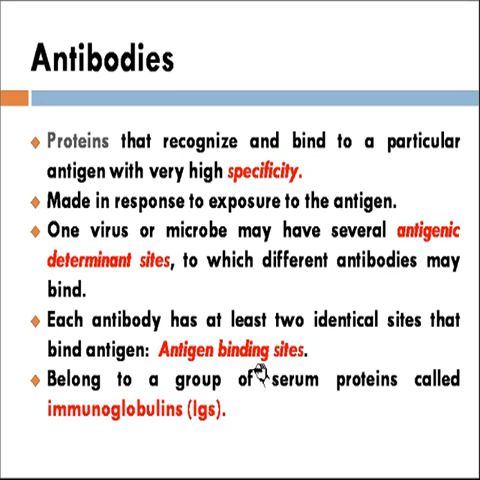 Antibodies
Proteins that recognize and bind to a particular
antigen with very high specificity.
Made in response to exposure to the antigen.
One virus or microbe may have several antigenic
determinant sites, to which different antibodies may
bind.
Each antibody has at least two identical sites that
bind antigen: Antigen binding sites.
Belong to a group of serum proteins called
immunoglobulins (Igs).